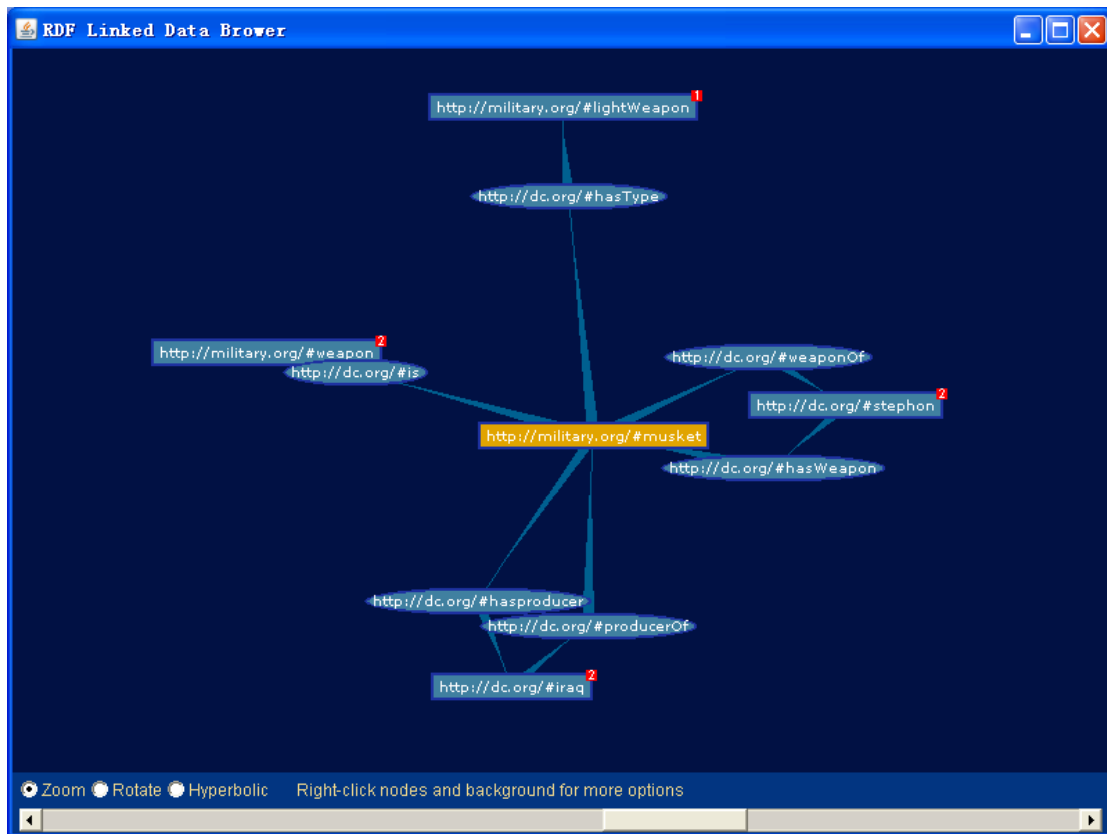 RDF Linked Data Brower
1
http://military.org/#lightWeapon
http://dc.org/#hasType
2
http://military.org/#weapon
http://dc.org/#is
http://dc.org/#weaponOf
2
http://dc.org/#stephon
http://military.org/#musket
http://dc.org/#hasWeapon
http://dc.org/#hasproducer
http://dc.org/#producerOf
2
http://dc.org/#iraq
Zoom Rotate Hyperbolic Right-click nodes and background for more options